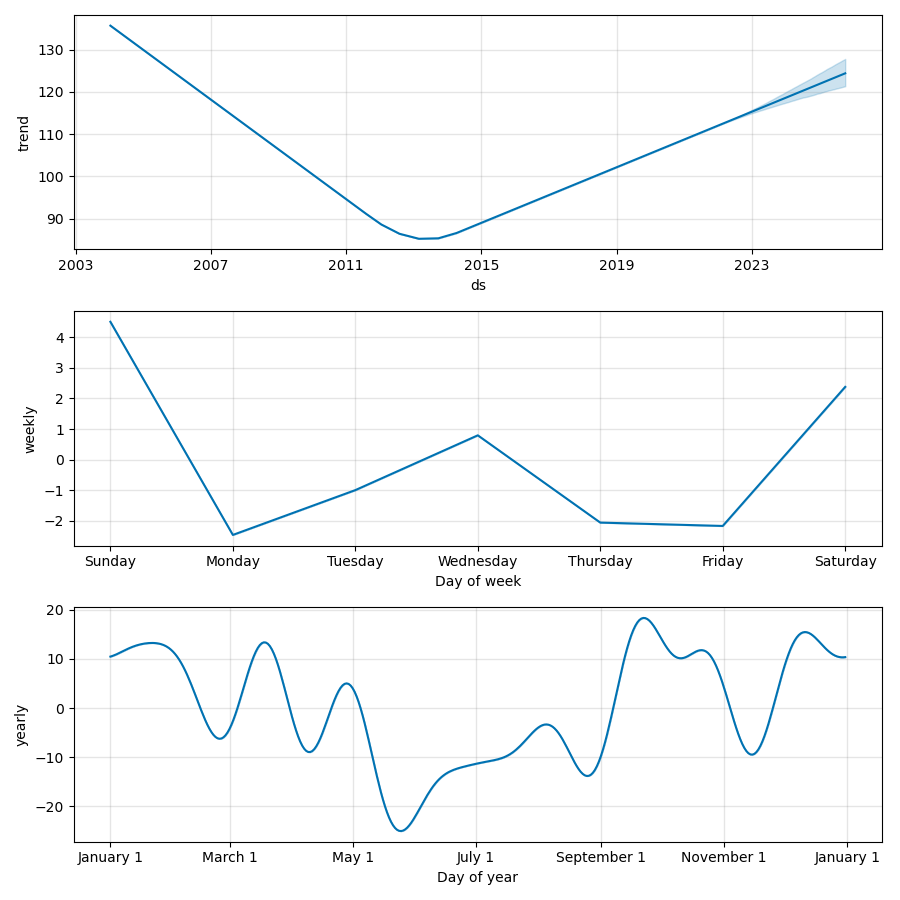 130
120
110
100
90
trend
2003 2007 2011 2015 2019 2023
ds
4
3
2
1
0
−1
−2
weekly
Sunday Monday Tuesday Wednesday Thursday Friday Saturday
Day of week
20
10
0
−10
−20
yearly
January 1 March 1 May 1 July 1 September 1 November 1 January 1
Day of year